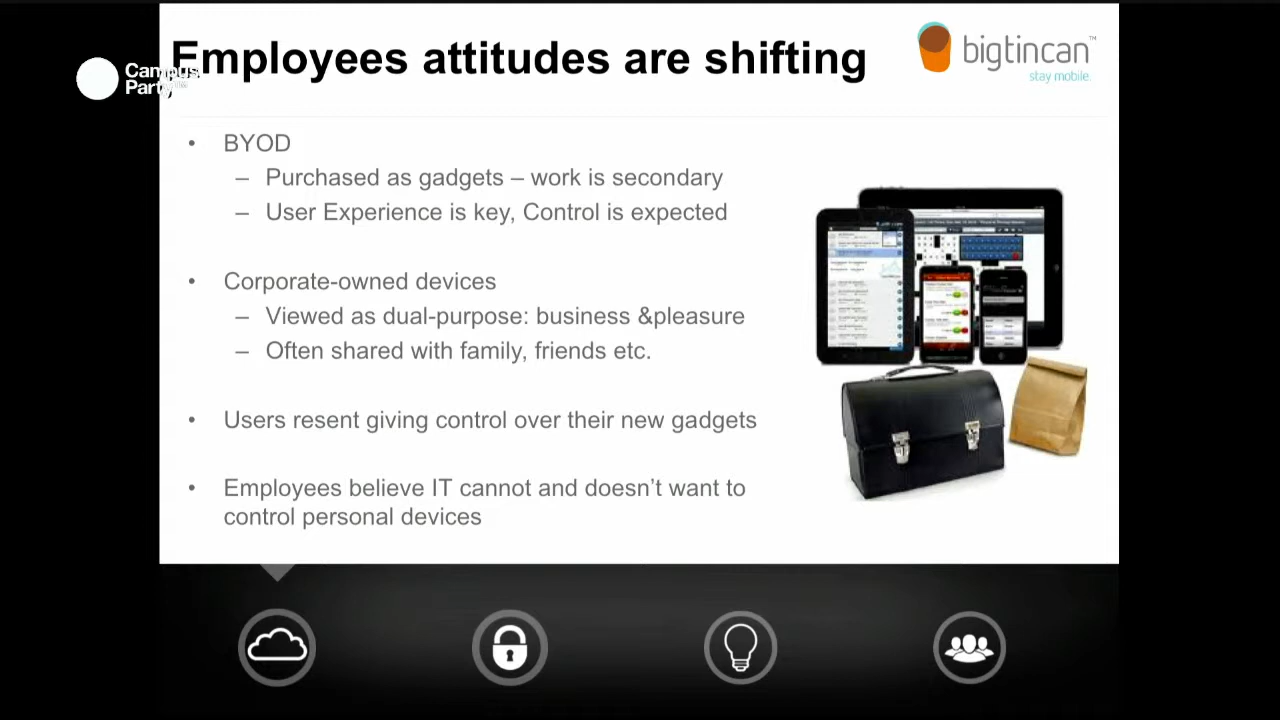 Employees attitudes are shifting
bigtincan™
stay mobile.
Campus
Party™
• BYOD
– Purchased as gadgets – work is secondary
– User Experience is key, Control is expected
• Corporate-owned devices
– Viewed as dual-purpose: business &pleasure
– Often shared with family, friends etc.
• Users resent giving control over their new gadgets
• Employees believe IT cannot and doesn’t want to
control personal devices